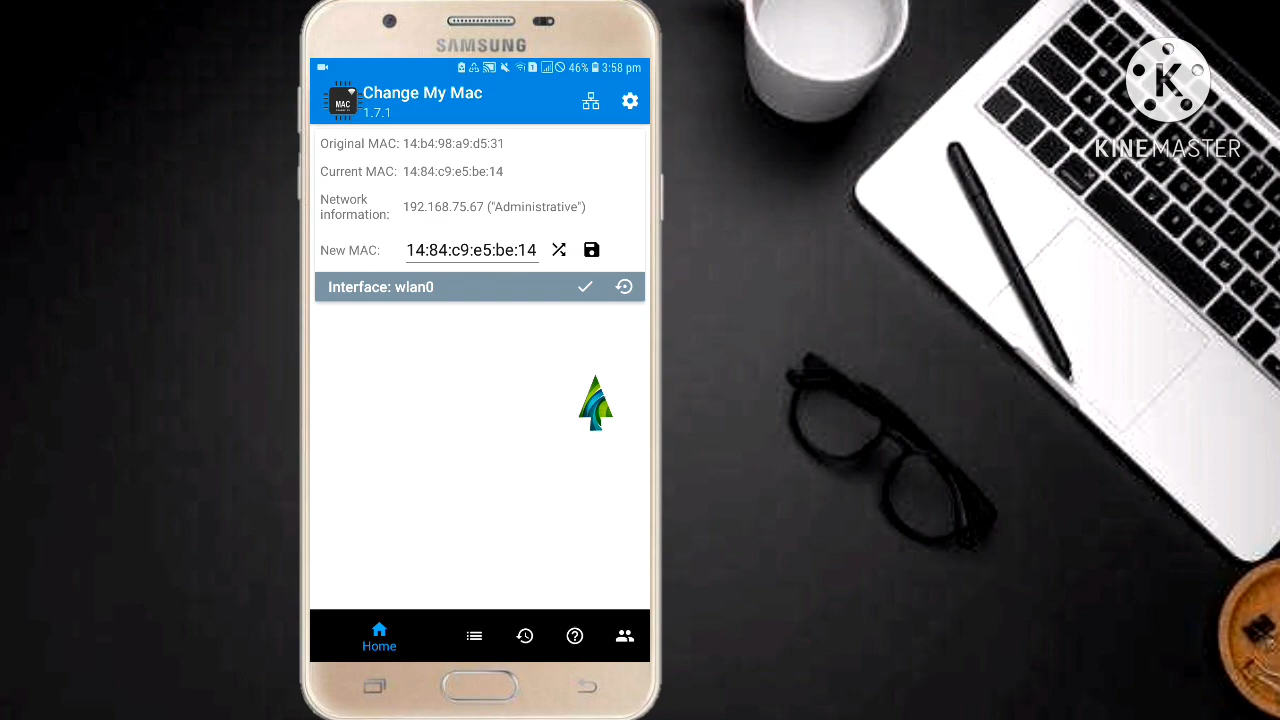 SAMSUNG
46% 3:58 pm
Change My Mac
MAC
1.7.1
Original MAC: 14:b4:98:a9:d5:31
Current MAC: 14:84:c9:e5:be:14
Network information: 192.168.75.67 ("Administrative")
New MAC: 14:84:c9:e5:be:14
Interface: wlan0
Home
K
KINEMASTER